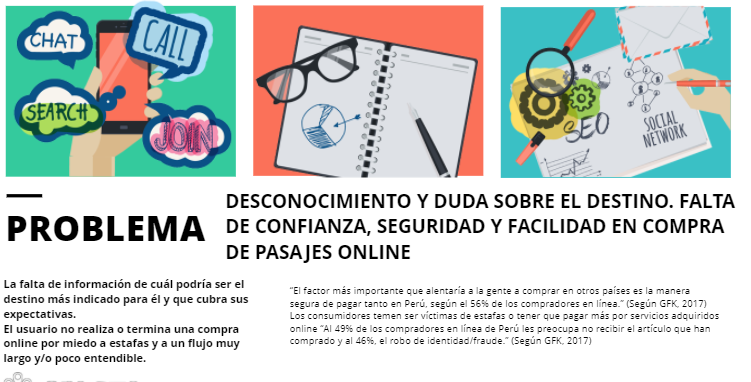 CHAT
CALL
SEARCH
JOIN
SEO
SOCIAL
NETWORK
PROBLEMA
DESCONOCIMIENTO Y DUDA SOBRE EL DESTINO. FALTA
DE CONFIANZA, SEGURIDAD Y FACILIDAD EN COMPRA
DE PASAJES ONLINE
La falta de información de cuál podría ser el
destino más indicado para él y que cubra sus
expectativas.
El usuario no realiza o termina una compra
online por miedo a estafas y a un flujo muy
largo y/o poco entendible.
“El factor más importante que alentaría a la gente a comprar en otros países es la manera
segura de pagar tanto en Perú, según el 56% de los compradores en línea.” (Según GFK, 2017)
Los consumidores temen ser víctimas de estafas o tener que pagar más por servicios adquiridos
online “Al 49% de los compradores en línea de Perú les preocupa no recibir el artículo que han
comprado y al 46%, el robo de identidad/fraude.” (Según GFK, 2017)